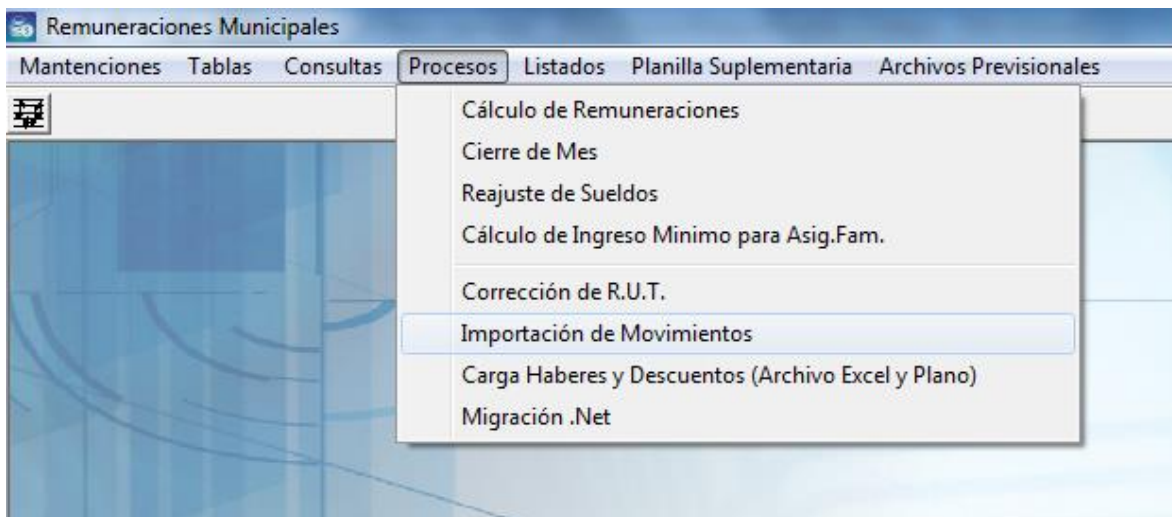 Remuneraciones Municipales
Mantenciones Tablas Consultas Procesos Listados Planilla Suplementaria Archivos Previsionales
Cálculo de Remuneraciones
Cierre de Mes
Reajuste de Sueldos
Cálculo de Ingreso Minimo para Asig.Fam.
Corrección de R.U.T.
Importación de Movimientos
Carga Haberes y Descuentos (Archivo Excel y Plano)
Migración .Net